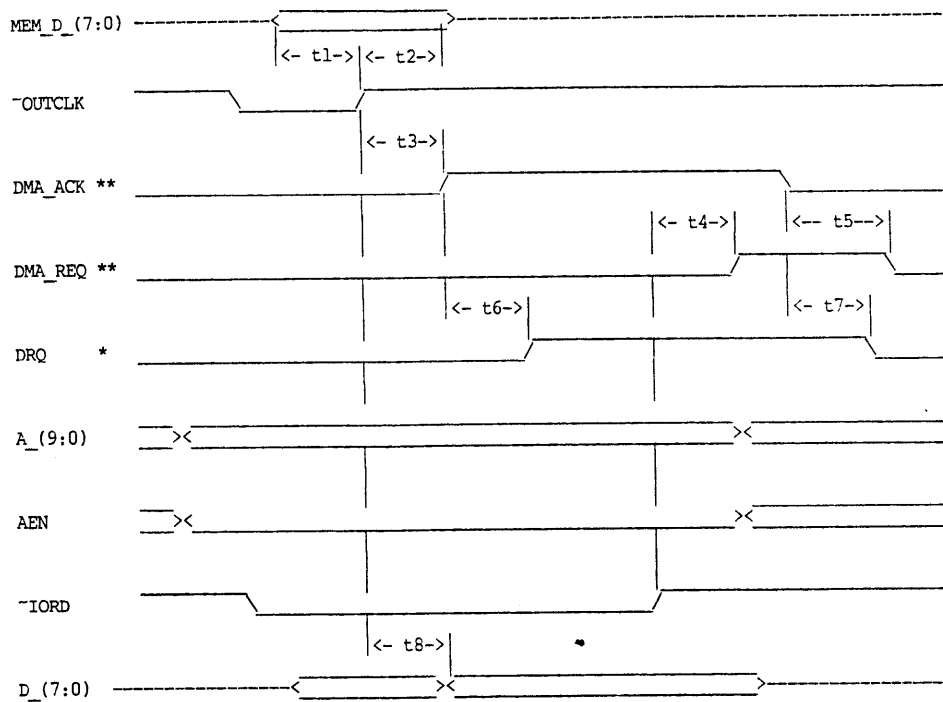 MEM_D_(7:0)
<- t1 ->
<- t2->
~OUTCLK
<- t3->
DMA_ACK **
<- t4->
<-- t5-->
DMA_REQ **
<- t6->
<- t7->
DRQ *
A_(9:0)
AEN
~IORD
<- t8->
D_(7:0)